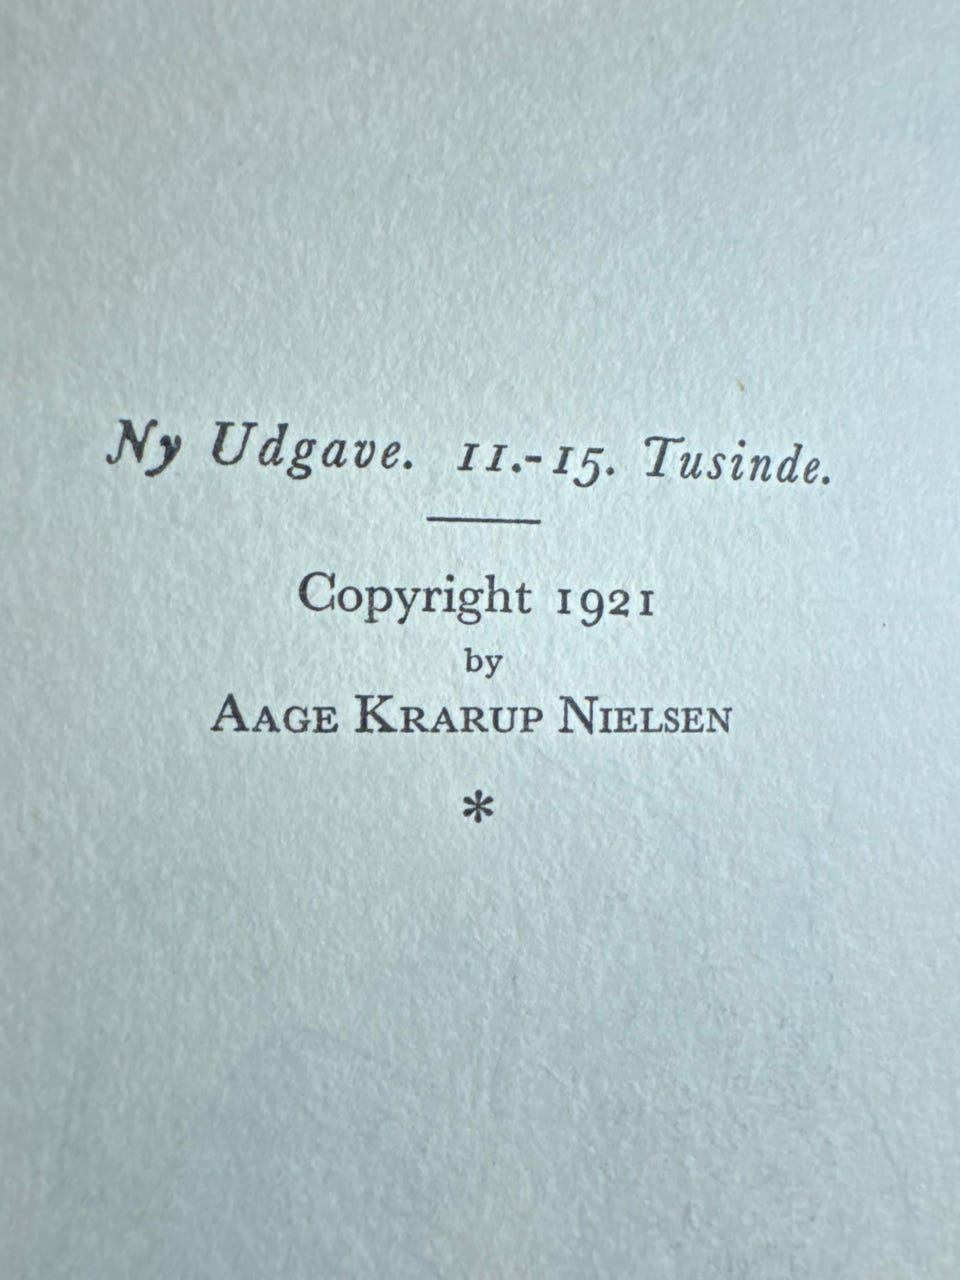 Ny Udgave. 11.-15. Tusinde.
Copyright 1921
by
AAGE KRARUP NIELSEN
*